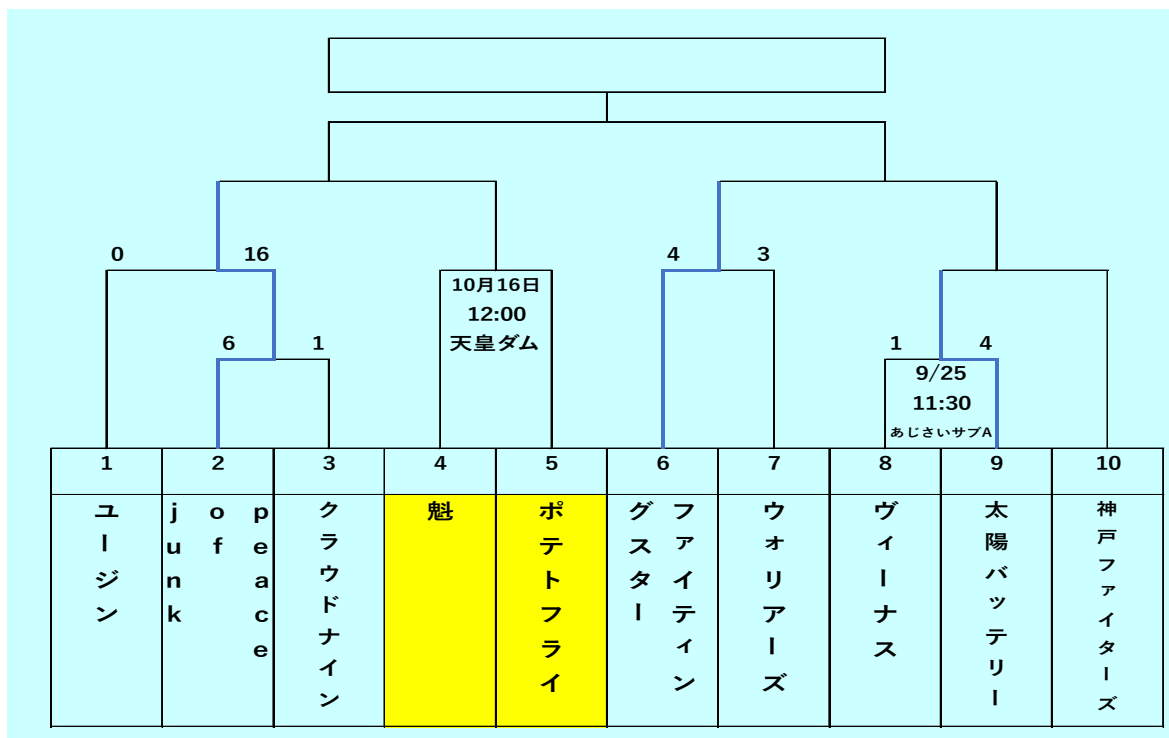 0 16
4 3
10月16日
12:00
天皇ダム
6 1
1 4
9/25
11:30
あじさいサブA
1 2 3 4 5 6 7 8 9 10
ユージン
junk
of
peace
クラウドナイン
魁
ポテトフライ
ファイティン
グスター
ウォリアーズ
ヴィーナス
太陽バッテリー
神戸ファイターズ